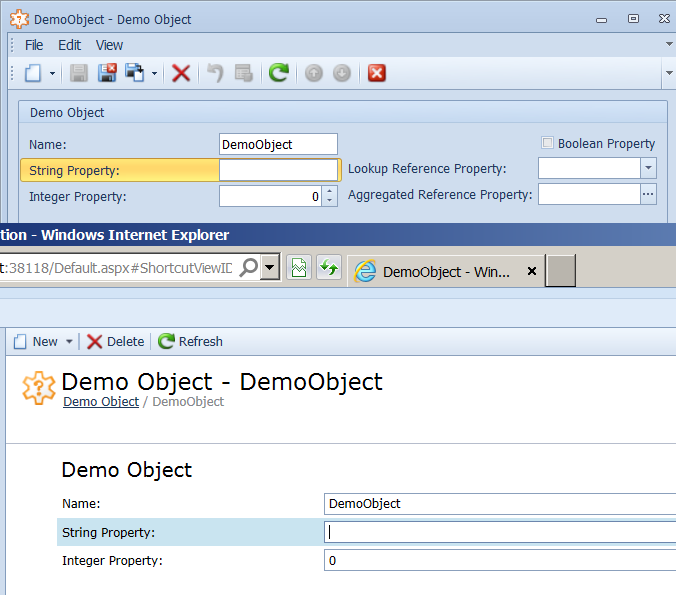 DemoObject - Demo Object
File Edit View
Demo Object
Name: DemoObject Boolean Property
String Property: Lookup Reference Property:
Integer Property: 0 Aggregated Reference Property:
tion - Windows Internet Explorer
t:38118/Default.aspx#ShortcutViewID DemoObject - Win...
New Delete Refresh
Demo Object - DemoObject
Demo Object / DemoObject
Demo Object
Name: DemoObject
String Property:
Integer Property: 0